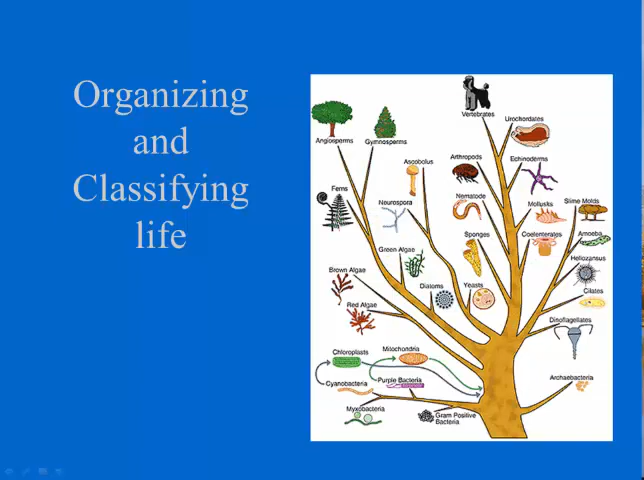 Organizing
and
Classifying
life
Vertebrates
Urochordates
Angiosperms
Gymnosperms
Ascobolus
Arthropods
Echinoderms
Ferns
Neurospora
Nematode
Mollusks
Slime Molds
Green Algae
Sponges
Coelenterates
Amoeba
Brown Algae
Diatoms
Yeasts
Heliozansus
Ciliates
Red Algae
Dinoflagellates
Chloroplasts
Mitochondria
Cyanobacteria
Purple Bacteria
Archaebacteria
Myxobacteria
Gram Positive
Bacteria